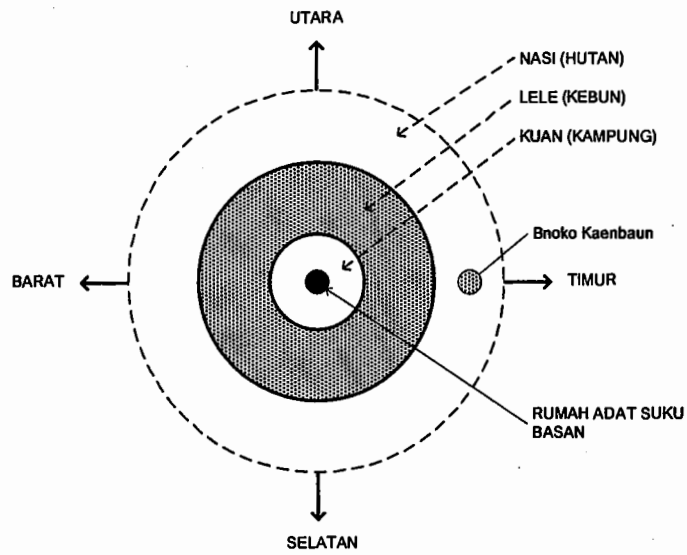 UTARA
NASI (HUTAN)
LELE (KEBUN)
KUAN (KAMPUNG)
Bnoko Kaenbaun
BARAT
TIMUR
RUMAH ADAT SUKU
BASAN
SELATAN